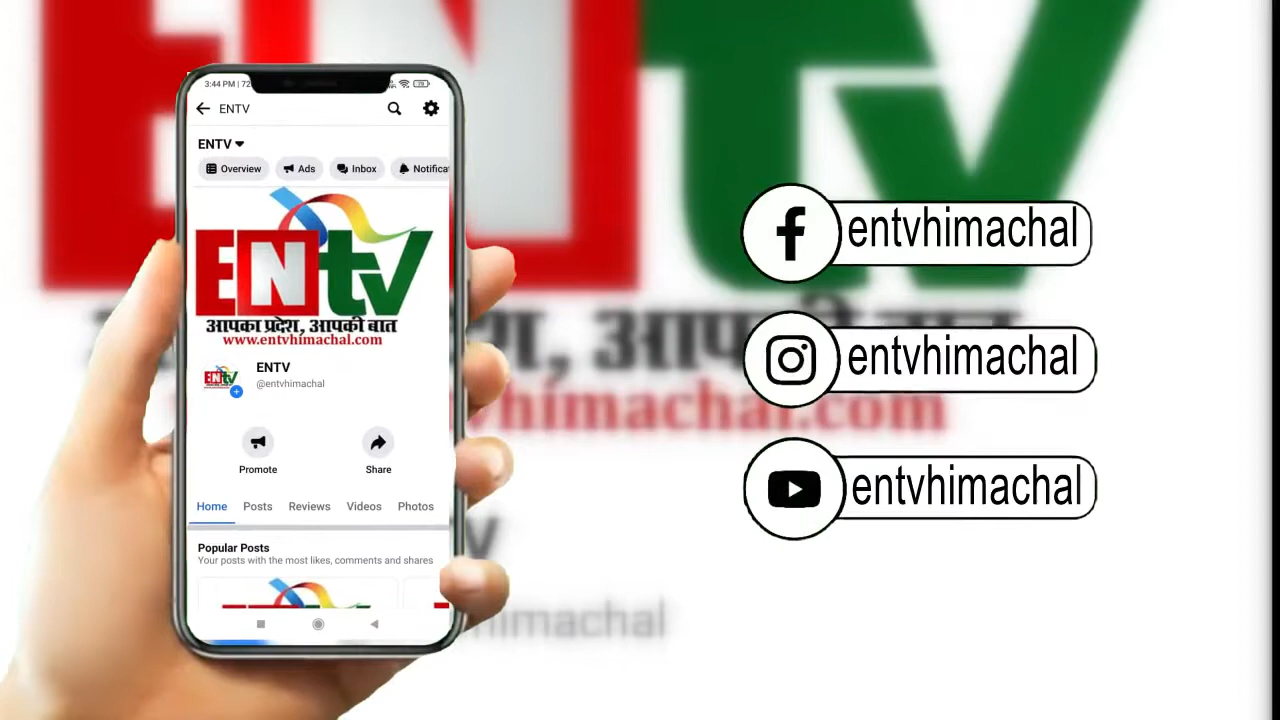 3:44 PM | 72
79
ENTV
ENTV
Overview
Ads
Inbox
Notifica
ENTV
आपका प्रदेश, आपकी बात
www.entvhimachal.com
ENTV
@entvhimachal
Promote
Share
Home
Posts
Reviews
Videos
Photos
Popular Posts
Your posts with the most likes, comments and shares
entvhimachal
entvhimachal
entvhimachal